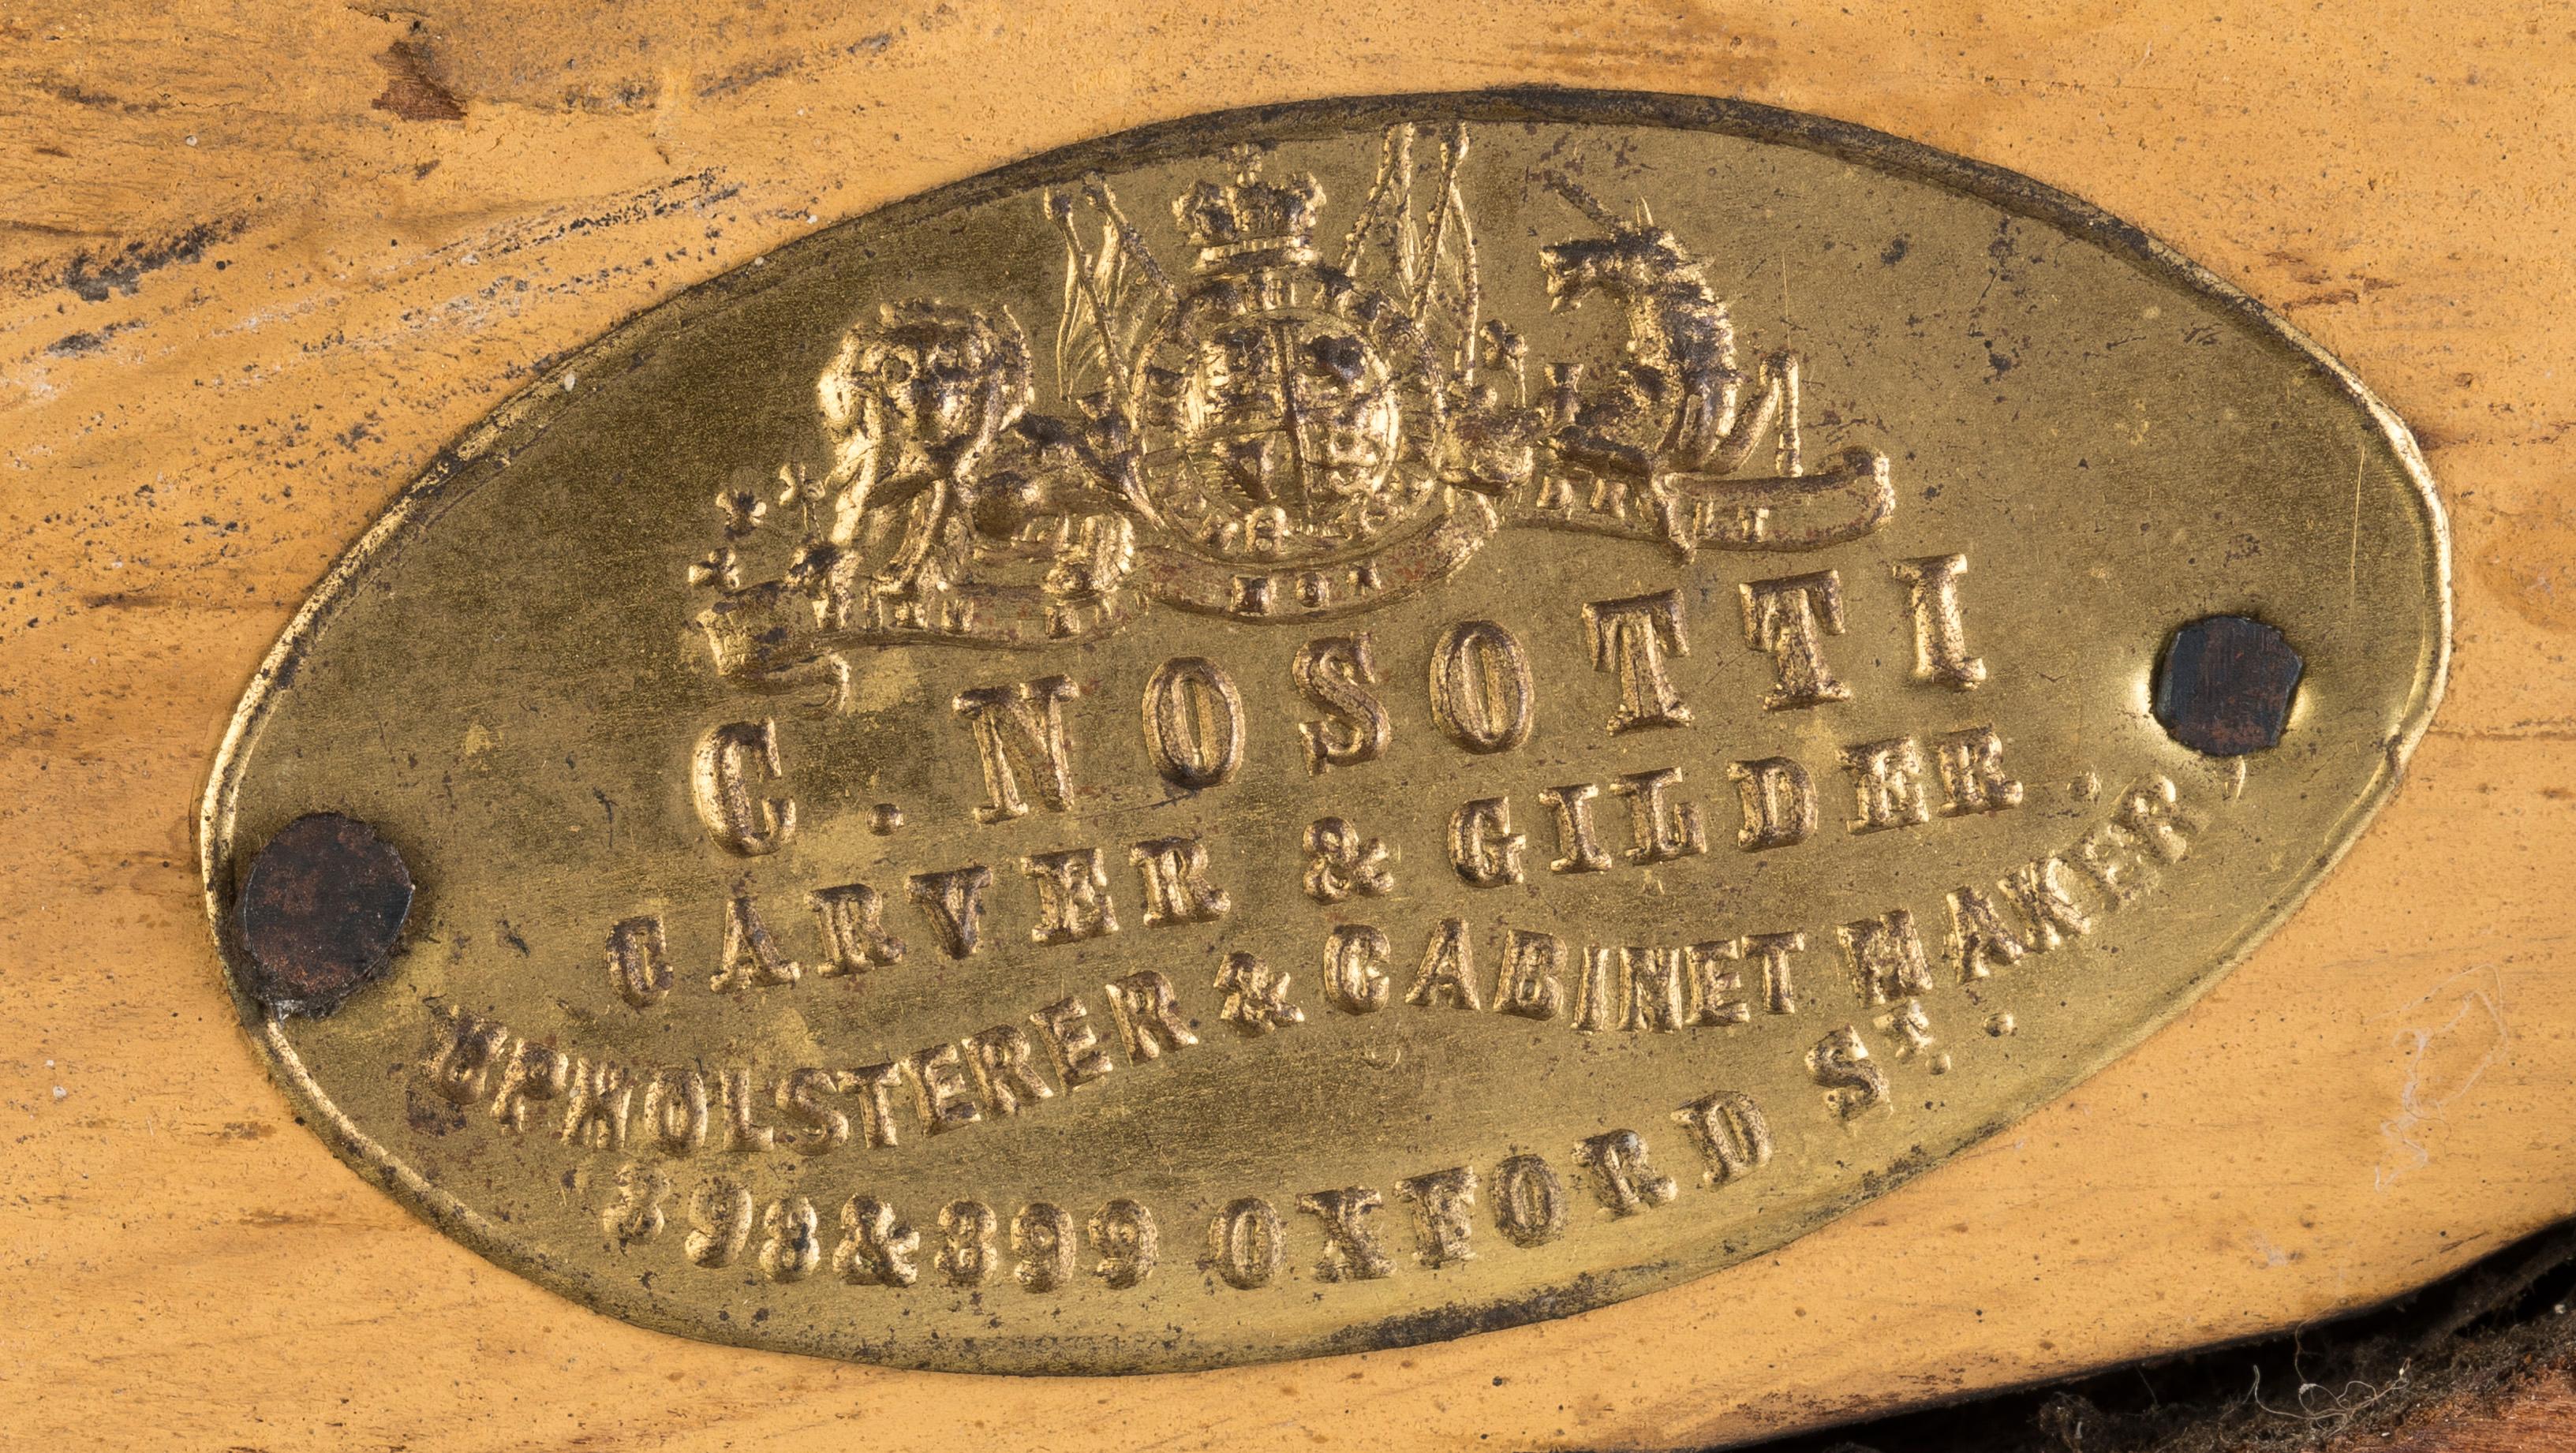 C. NOSOTTI
CARVER & GILDER.
UPHOLSTERER & CABINET MAKER,
398 & 399 OXFORD ST.